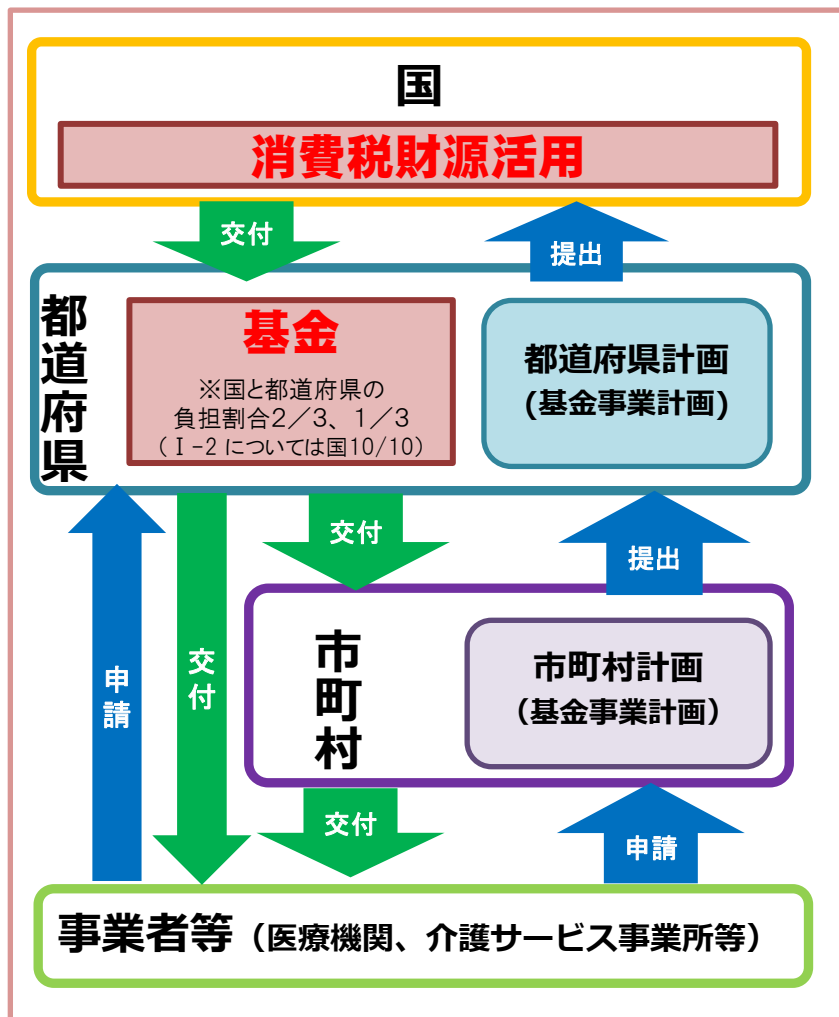 国
消費税財源活用
交付
提出
都道府県
基金
※国と都道府県の
負担割合2／3、1／3
（Ⅰ-2 については国10/10）
都道府県計画
(基金事業計画)
交付
提出
申請
交付
市町村
市町村計画
（基金事業計画）
交付
申請
事業者等（医療機関、介護サービス事業所等）